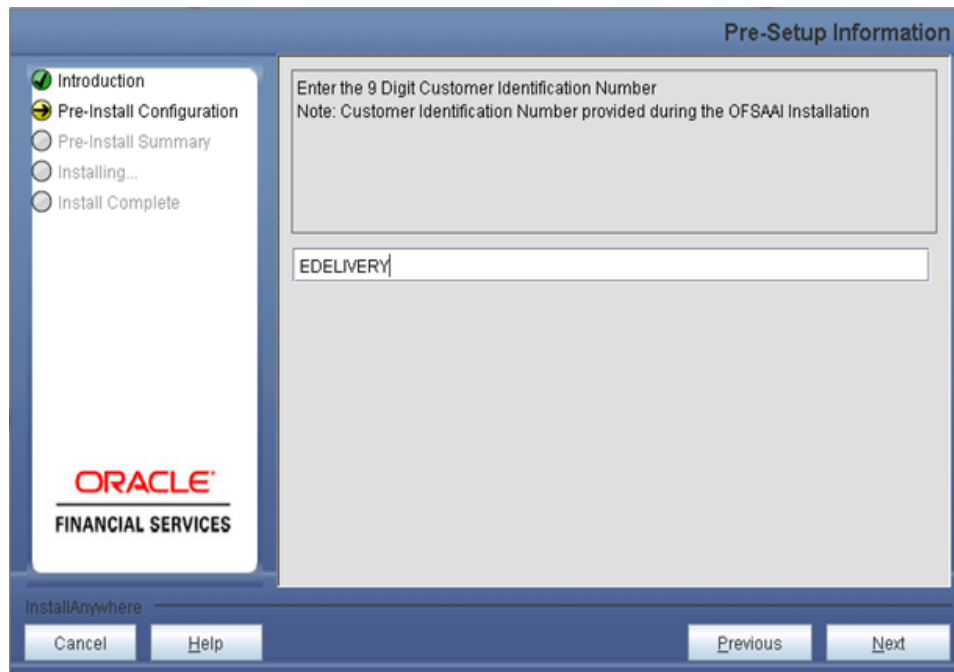 Pre-Setup Information
Introduction
Pre-Install Configuration
Pre-Install Summary
Installing...
Install Complete
Enter the 9 Digit Customer Identification Number
Note: Customer Identification Number provided during the OFSAAI Installation
EDELIVERY
ORACLE
FINANCIAL SERVICES
InstallAnywhere
Cancel
Help
Previous
Next